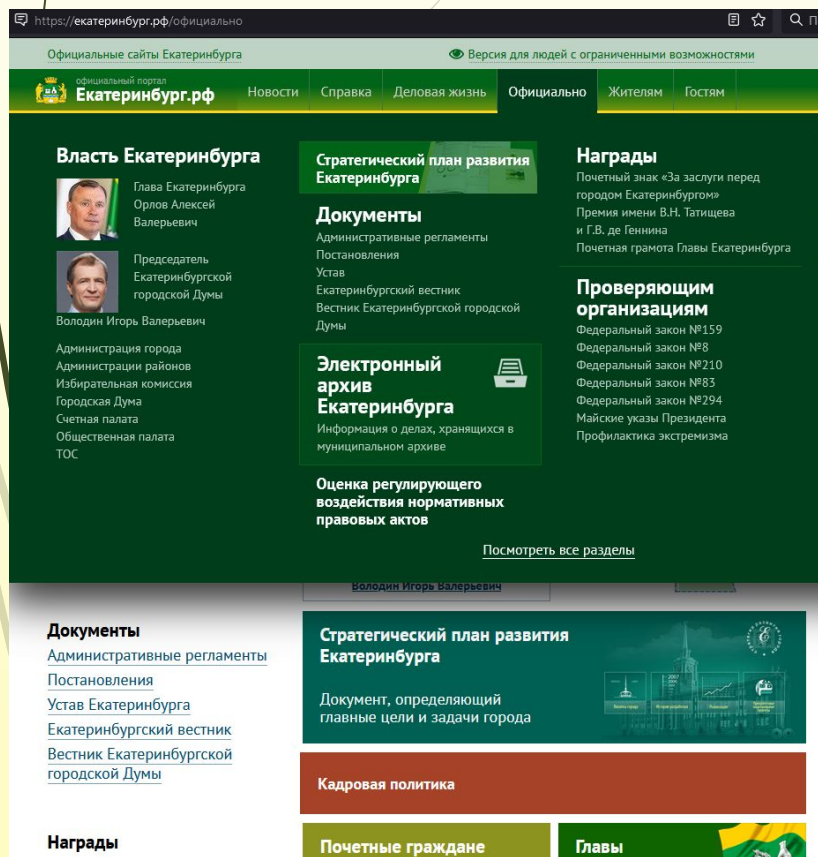 https://екатеринбург.рф/официально
Официальные сайты Екатеринбурга
Версия для людей с ограниченными возможностями
официальный портал
Екатеринбург.рф
Новости
Справка
Деловая жизнь
Официально
Жителям
Гостям
Власть Екатеринбурга
Глава Екатеринбурга
Орлов Алексей
Валерьевич
Председатель
Екатеринбургской
городской Думы
Володин Игорь Валерьевич
Администрация города
Администрации районов
Избирательная комиссия
Городская Дума
Счетная палата
Общественная палата
ТОС
Стратегический план развития
Екатеринбурга
Документы
Административные регламенты
Постановления
Устав
Екатеринбургский вестник
Вестник Екатеринбургской городской
Думы
Электронный
архив
Екатеринбурга
Информация о делах, хранящихся в
муниципальном архиве
Оценка регулирующего
воздействия нормативных
правовых актов
Награды
Почетный знак «За заслуги перед
городом Екатеринбургом»
Премия имени В.Н. Татищева
и Г.В. де Геннина
Почетная грамота Главы Екатеринбурга
Проверяющим
организациям
Федеральный закон №159
Федеральный закон №8
Федеральный закон №210
Федеральный закон №83
Федеральный закон №294
Майские указы Президента
Профилактика экстремизма
Посмотреть все разделы
Володин Игорь Валерьевич
Документы
Административные регламенты
Постановления
Устав Екатеринбурга
Екатеринбургский вестник
Вестник Екатеринбургской
городской Думы
Награды
Стратегический план развития
Екатеринбурга
Документ, определяющий
главные цели и задачи города
Кадровая политика
Почетные граждане
Главы